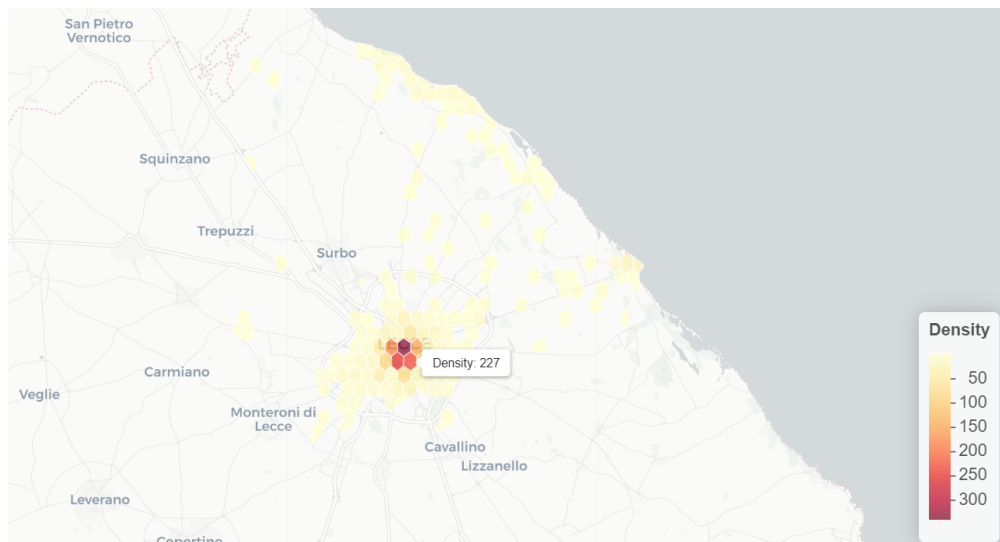 San Pietro
Vernotico
Squinzano
Trepuzzi
Surbo
Density: 227
Density
50
100
150
200
250
300
Carmiano
Veglie
Monteroni di
Lecce
Cavallino
Lizzanello
Leverano